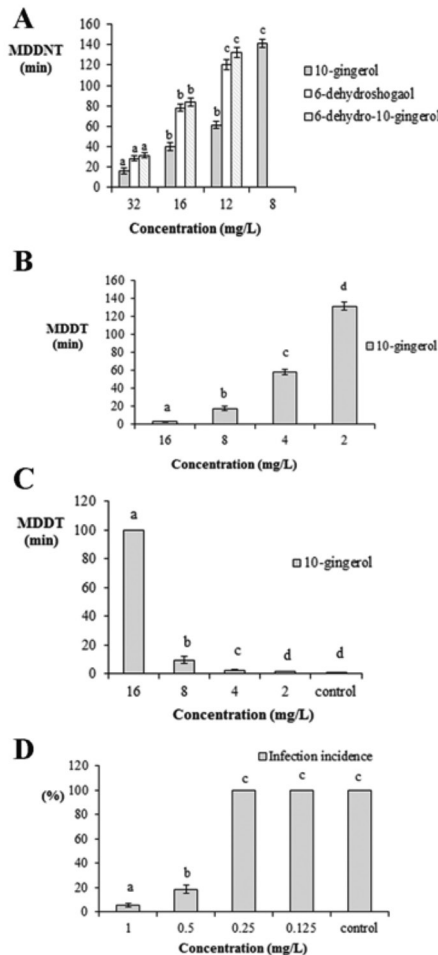 A
MDDNT
(min)
160
140
120
100
80
60
40
20
0
a a a
b b b
b c c
c
32 16 12 8
Concentration (mg/L)
10-gingerol
6-dehydroshogaol
6-dehydro-10-gingerol
B
MDDT
(min)
160
140
120
100
80
60
40
20
0
a b c d
16 8 4 2
Concentration (mg/L)
10-gingerol
C
MDDT
(min)
120
100
80
60
40
20
0
a b c d d
16 8 4 2 control
Concentration (mg/L)
10-gingerol
D
(%)
120
100
80
60
40
20
0
Infection incidence
a b c c c
1 0.5 0.25 0.125 control
Concentration (mg/L)